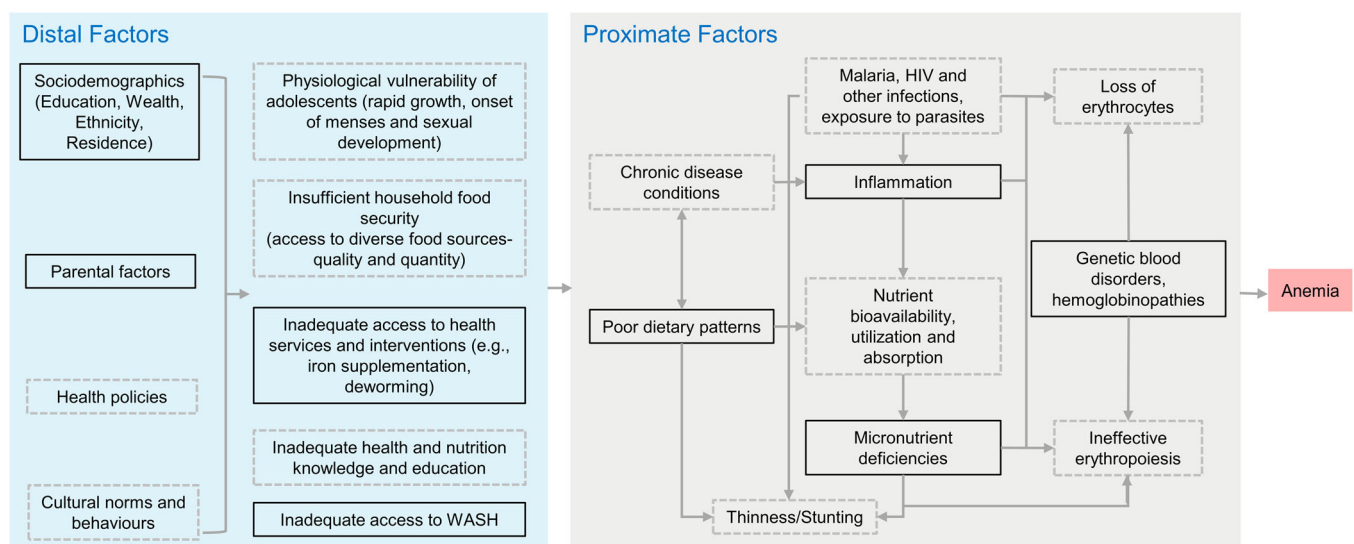 Distal Factors
Sociodemographics
(Education, Wealth,
Ethnicity,
Residence)
Parental factors
Health policies
Cultural norms and
behaviours
Physiological vulnerability of
adolescents (rapid growth, onset
of menses and sexual
development)
Insufficient household food
security
(access to diverse food sources-
quality and quantity)
Inadequate access to health
services and interventions (e.g.,
iron supplementation,
deworming)
Inadequate health and nutrition
knowledge and education
Inadequate access to WASH
Proximate Factors
Chronic disease
conditions
Poor dietary patterns
Malaria, HIV and
other infections,
exposure to parasites
Inflammation
Nutrient
bioavailability,
utilization and
absorption
Micronutrient
deficiencies
Thinness/Stunting
Loss of
erythrocytes
Genetic blood
disorders,
hemoglobinopathies
Ineffective
erythropoiesis
Anemia